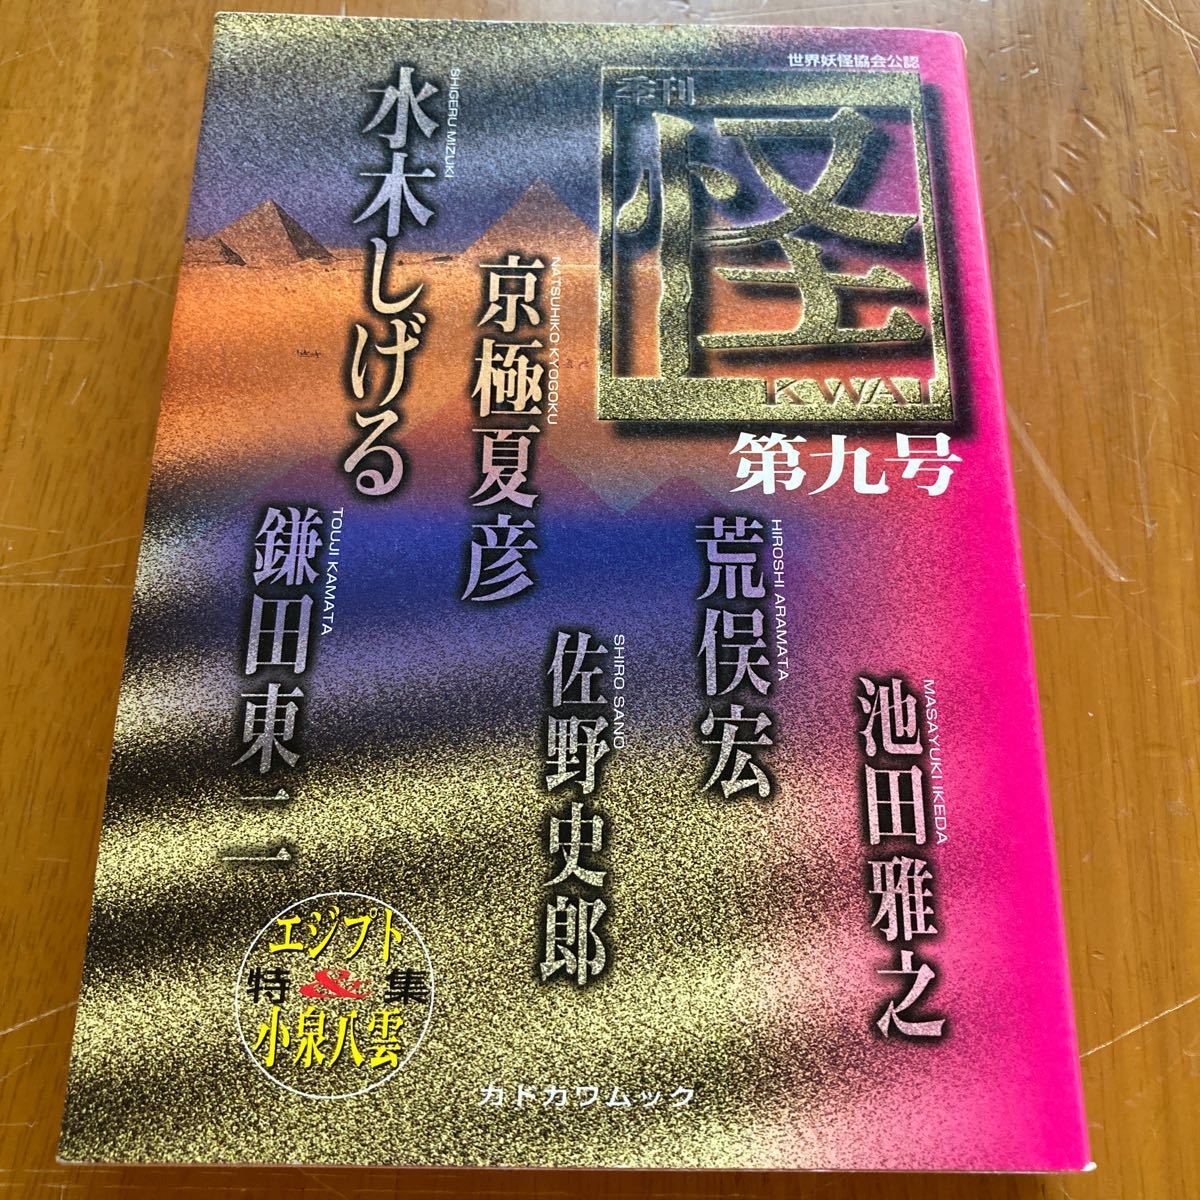 世界妖怪協会公認
季刊
怪
KWAI
第九号
水木しげる
SHIGERU MIZUKI
京極夏彦
NATSUHIKO KYOGOKU
鎌田東二
TOUJI KAMATA
荒俣宏
HIROSHI ARAMATA
佐野史郎
SHIRO SANO
池田雅之
MASAYUKI IKEDA
エジプト
特&集
小泉八雲
カドカワムック